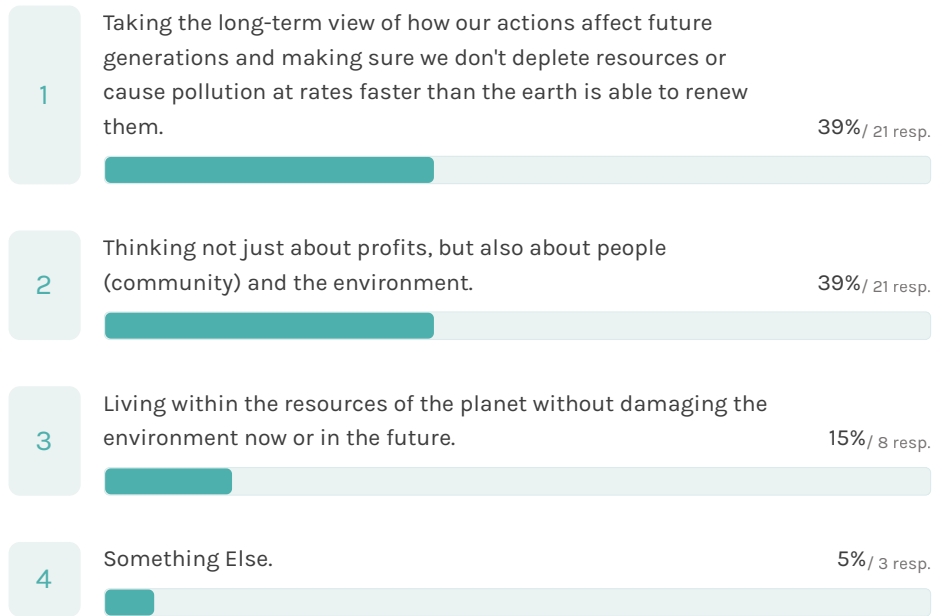 1
Taking the long-term view of how our actions affect future
generations and making sure we don't deplete resources or
cause pollution at rates faster than the earth is able to renew
them.
39% / 21 resp.
2
Thinking not just about profits, but also about people
(community) and the environment.
39% / 21 resp.
3
Living within the resources of the planet without damaging the
environment now or in the future.
15% / 8 resp.
4
Something Else.
5% / 3 resp.